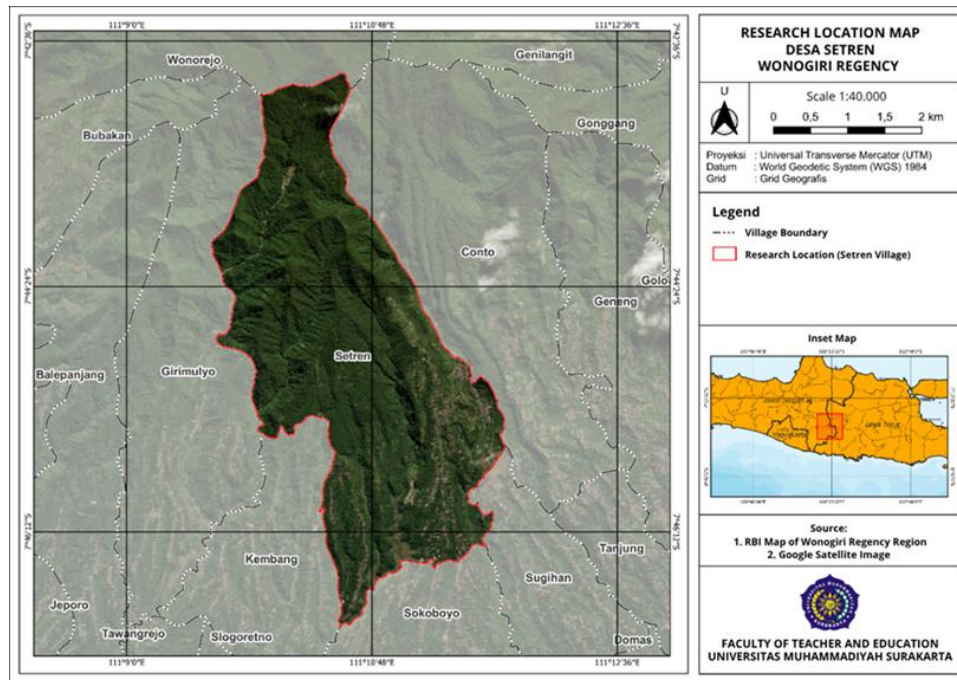 111°9'0"E
111°10'48"E
111°12'36"E
7°42'36"S
7°42'36"S
Wonorejo
Genilangit
Bubakan
Gonggang
Conto
Golo
7°44'24"S
7°44'24"S
Geneng
Setren
Balepanjang
Girimulyo
7°46'12"S
7°46'12"S
Kembang
Tanjung
Sugihan
Jeporo
Sokoboyo
Tawangrejo
Slogoretno
Domas
111°9'0"E
111°10'48"E
111°12'36"E
RESEARCH LOCATION MAP
DESA SETREN
WONOGIRI REGENCY
U
Scale 1:40.000
0 0,5 1 1,5 2 km
Proyeksi : Universal Transverse Mercator (UTM)
Datum : World Geodetic System (WGS) 1984
Grid : Grid Geografis
Legend
Village Boundary
Research Location (Setren Village)
Inset Map
Source:
1. RBI Map of Wonogiri Regency Region
2. Google Satellite Image
FACULTY OF TEACHER AND EDUCATION
UNIVERSITAS MUHAMMADIYAH SURAKARTA